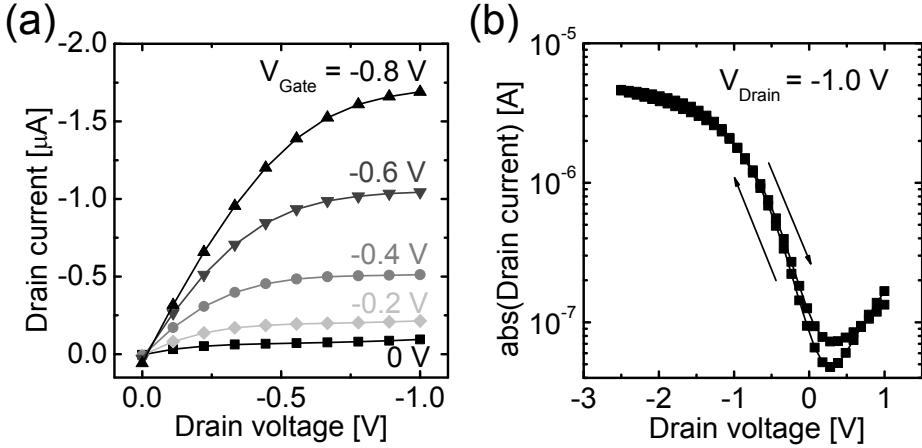 (a)
-2.0
-1.5
-1.0
-0.5
0.0
Drain current [μA]
V_Gate = -0.8 V
-0.6 V
-0.4 V
-0.2 V
0 V
0.0 -0.5 -1.0
Drain voltage [V]
(b)
10^-5
10^-6
10^-7
abs(Drain current) [A]
V_Drain = -1.0 V
-3 -2 -1 0 1
Drain voltage [V]